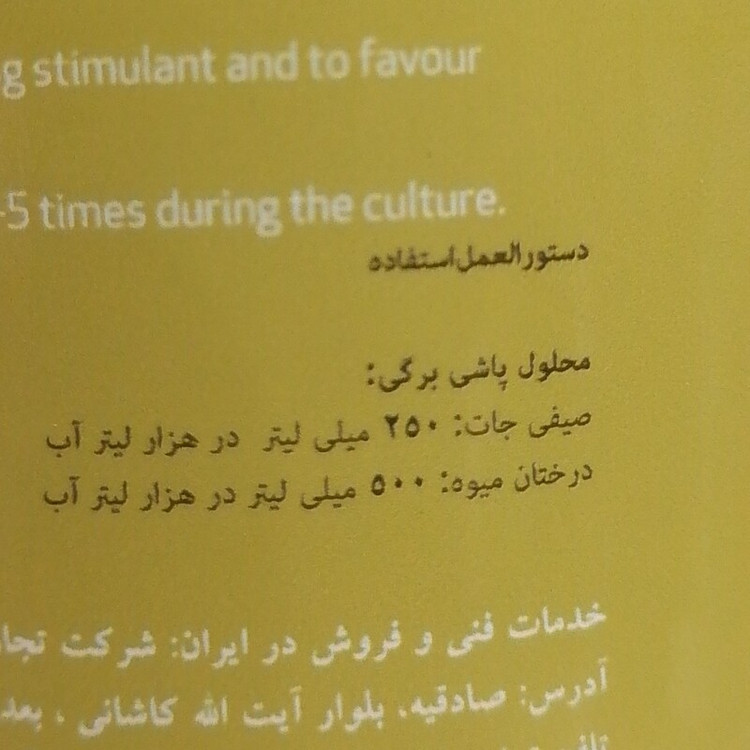 g stimulant and to favour
-5 times during the culture.
دستورالعمل استفاده
محلول پاشی برگی:
صیفی جات: ۲۵۰ میلی لیتر در هزار لیتر آب
درختان میوه: ۵۰۰ میلی لیتر در هزار لیتر آب
خدمات فنی و فروش در ایران: شرکت تجا
آدرس: صادقیه، بلوار آیت الله کاشانی ، بعد